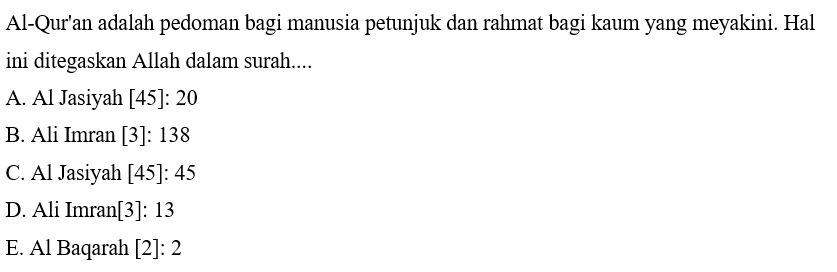 Al-Qur'an adalah pedoman bagi manusia petunjuk dan rahmat bagi kaum yang meyakini. Hal
ini ditegaskan Allah dalam surah....
A. Al Jasiyah [45]: 20
B. Ali Imran [3]: 138
C. Al Jasiyah [45]: 45
D. Ali Imran[3]: 13
E. Al Baqarah [2]: 2